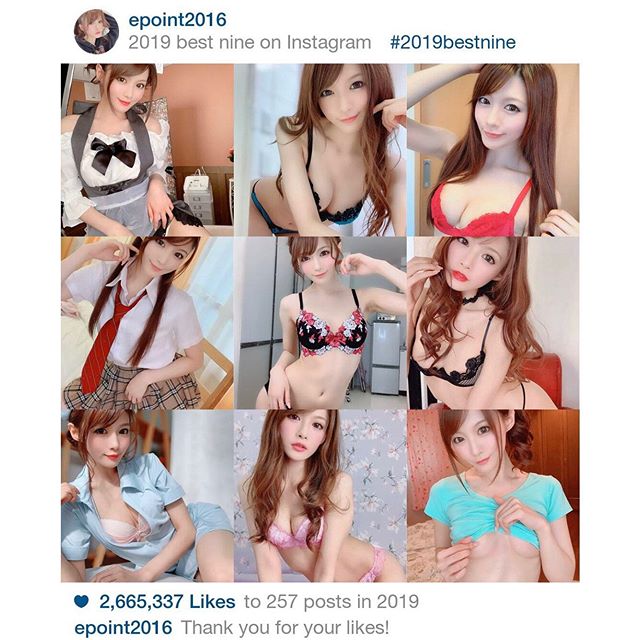 epoint2016
2019 best nine on Instagram #2019bestnine
2,665,337 Likes to 257 posts in 2019
epoint2016 Thank you for your likes!